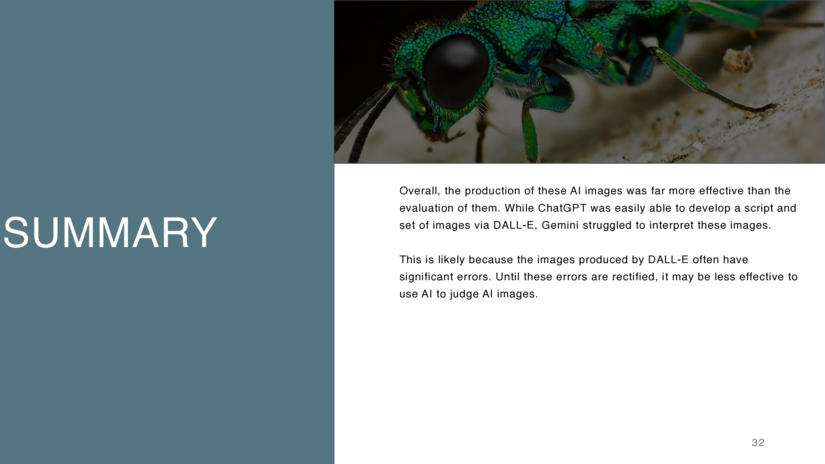 SUMMARY
Overall, the production of these AI images was far more effective than the
evaluation of them. While ChatGPT was easily able to develop a script and
set of images via DALL-E, Gemini struggled to interpret these images.
This is likely because the images produced by DALL-E often have
significant errors. Until these errors are rectified, it may be less effective to
use AI to judge AI images.
32